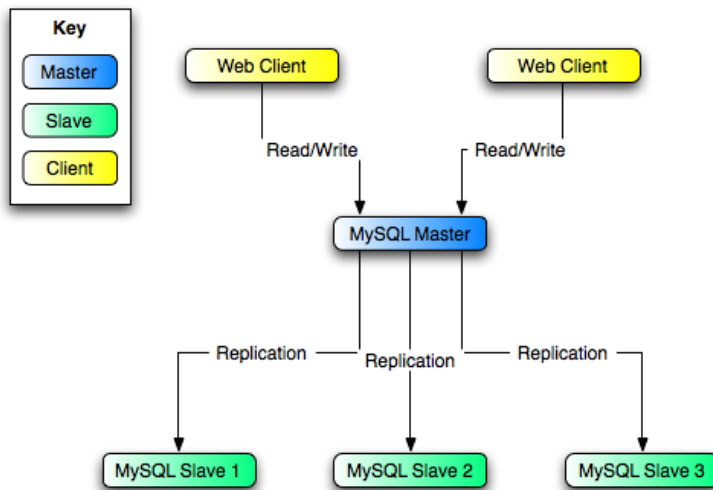 Key
Master
Slave
Client
Web Client
Web Client
Read/Write
Read/Write
MySQL Master
Replication
Replication
Replication
MySQL Slave 1
MySQL Slave 2
MySQL Slave 3